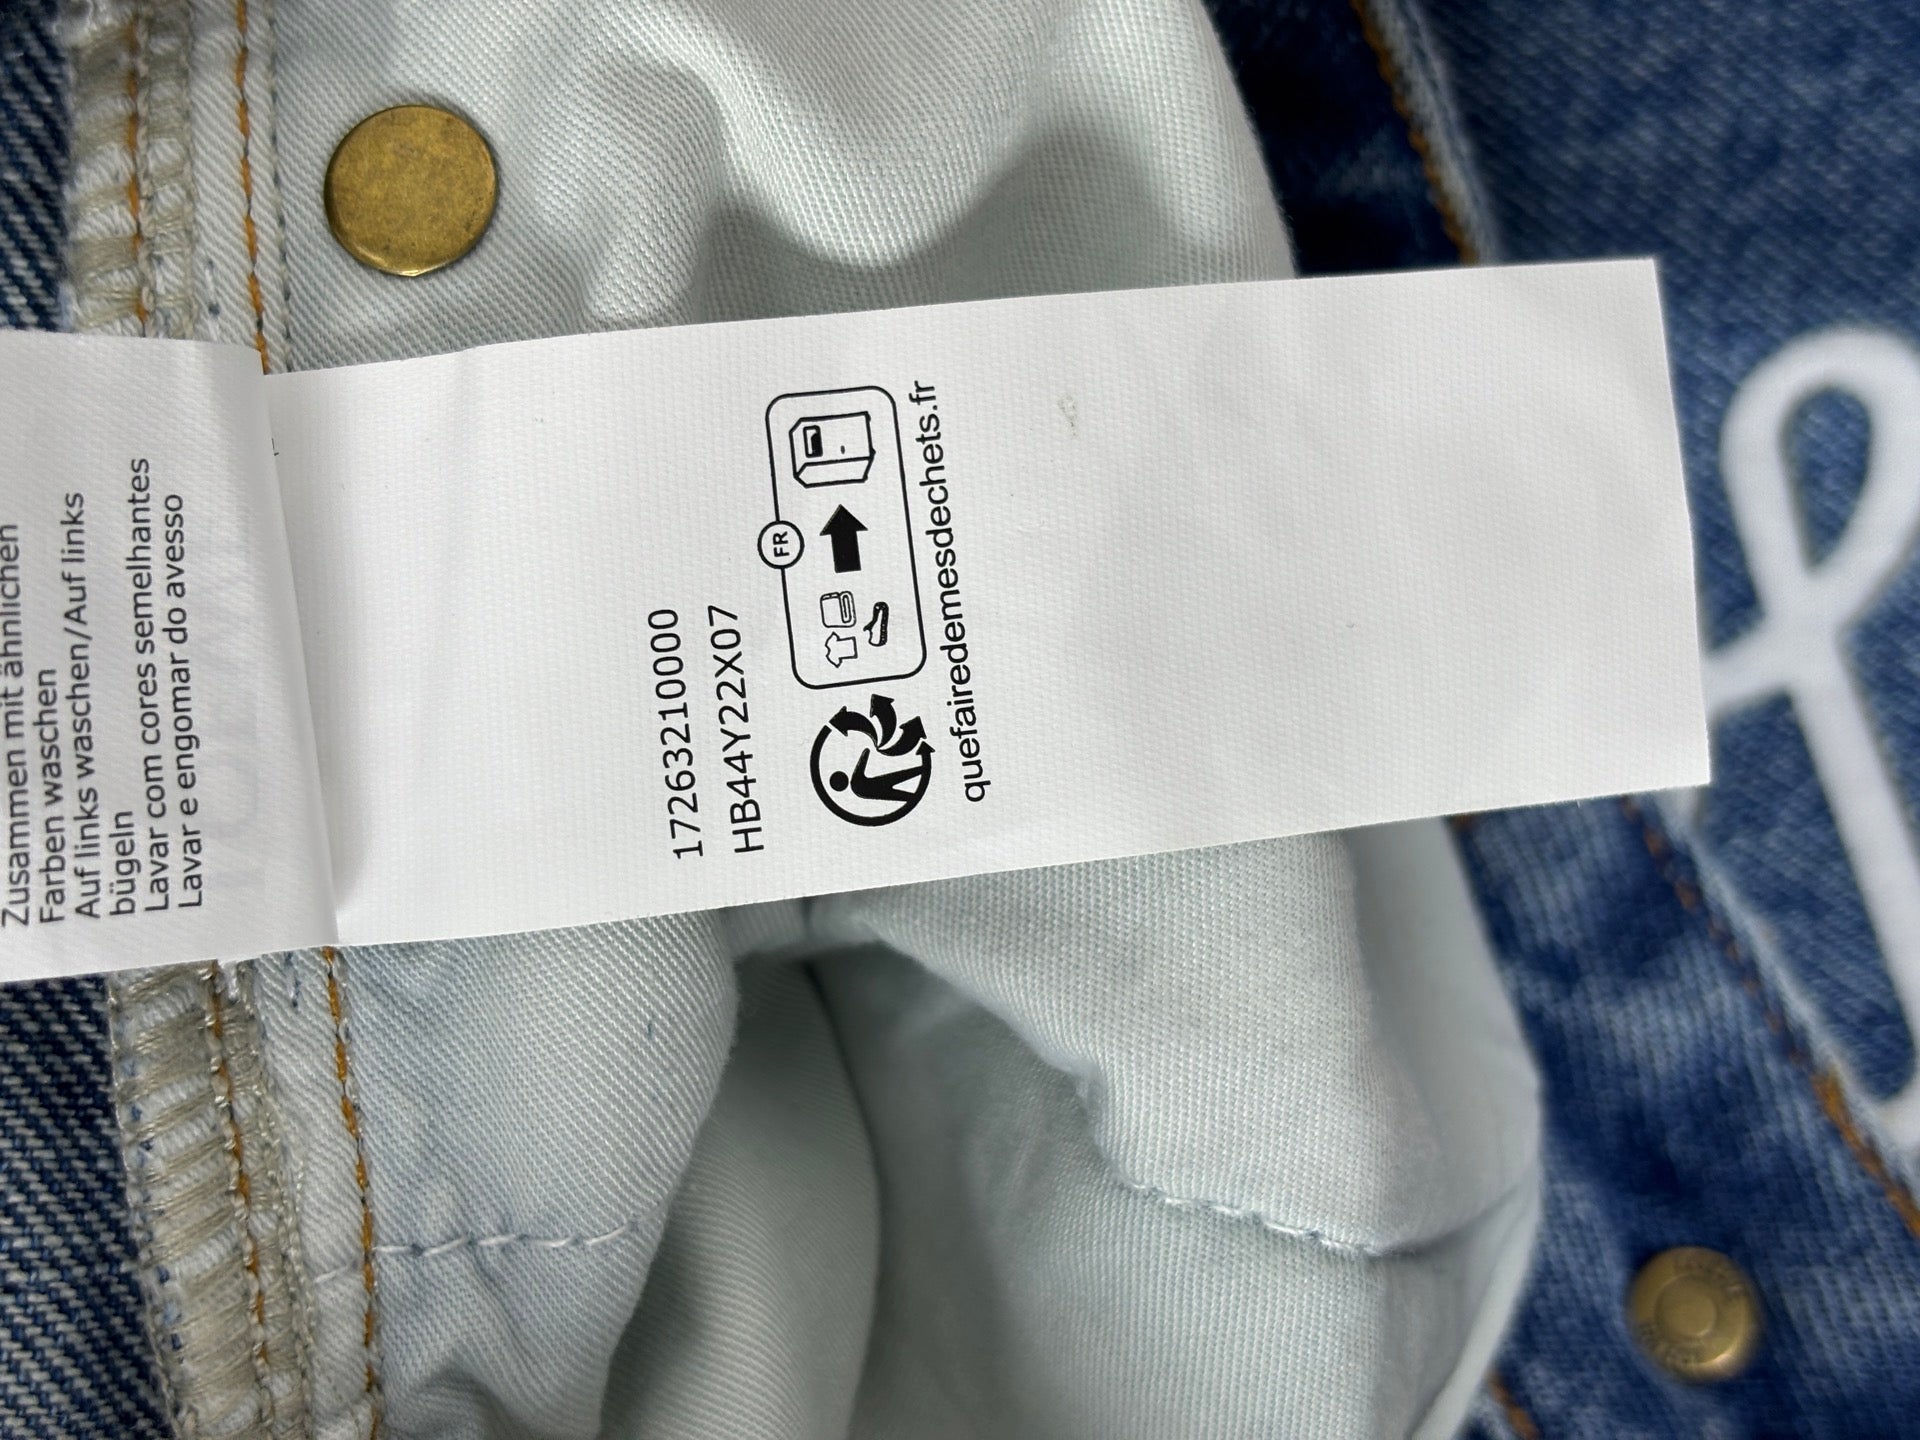 Zusammen mit ähnlichen
Farben waschen
Auf links waschen/Auf links
bügeln
Lavar com cores semelhantes
Lavar e engomar do avesso
17263210000
HB44Y22X07
FR
quefairedemesdechets.fr